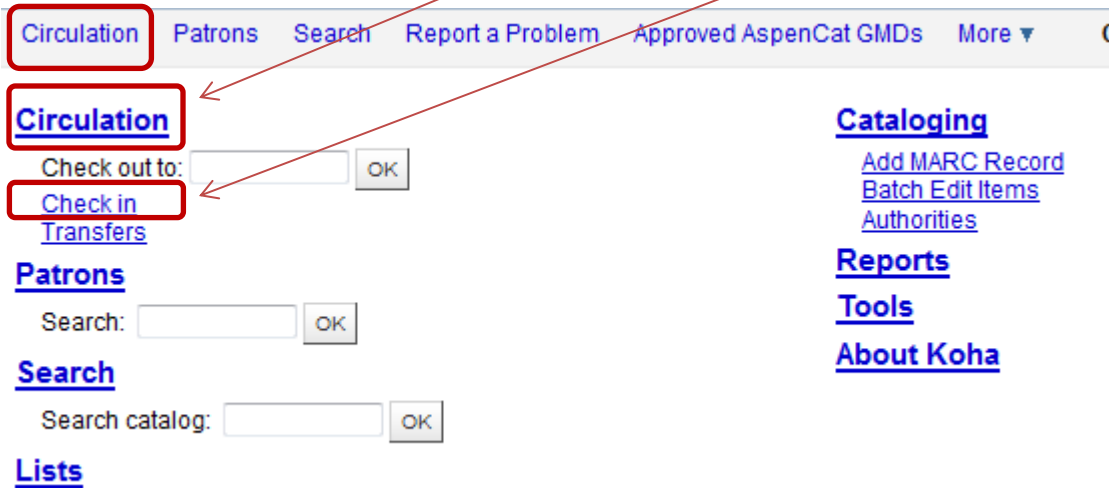 Circulation Patrons Search Report a Problem Approved AspenCat GMDs More ▼
Circulation
Check out to: OK
Check in
Transfers
Patrons
Search: OK
Search
Search catalog: OK
Lists
Cataloging
Add MARC Record
Batch Edit Items
Authorities
Reports
Tools
About Koha